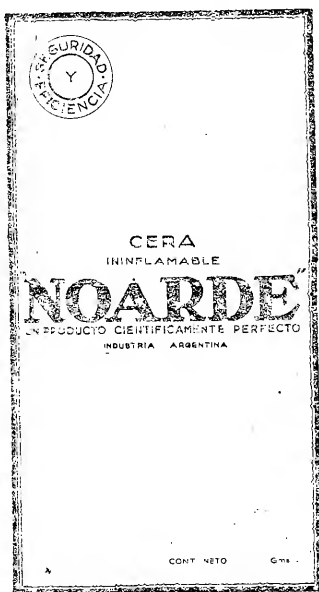 SEGURIDAD
Y
EFICIENCIA
CERA
ININFLAMABLE
"NOARDE"
UN PRODUCTO CIENTIFICAMENTE PERFECTO
INDUSTRIA ARGENTINA
CONT. NETO Gms.